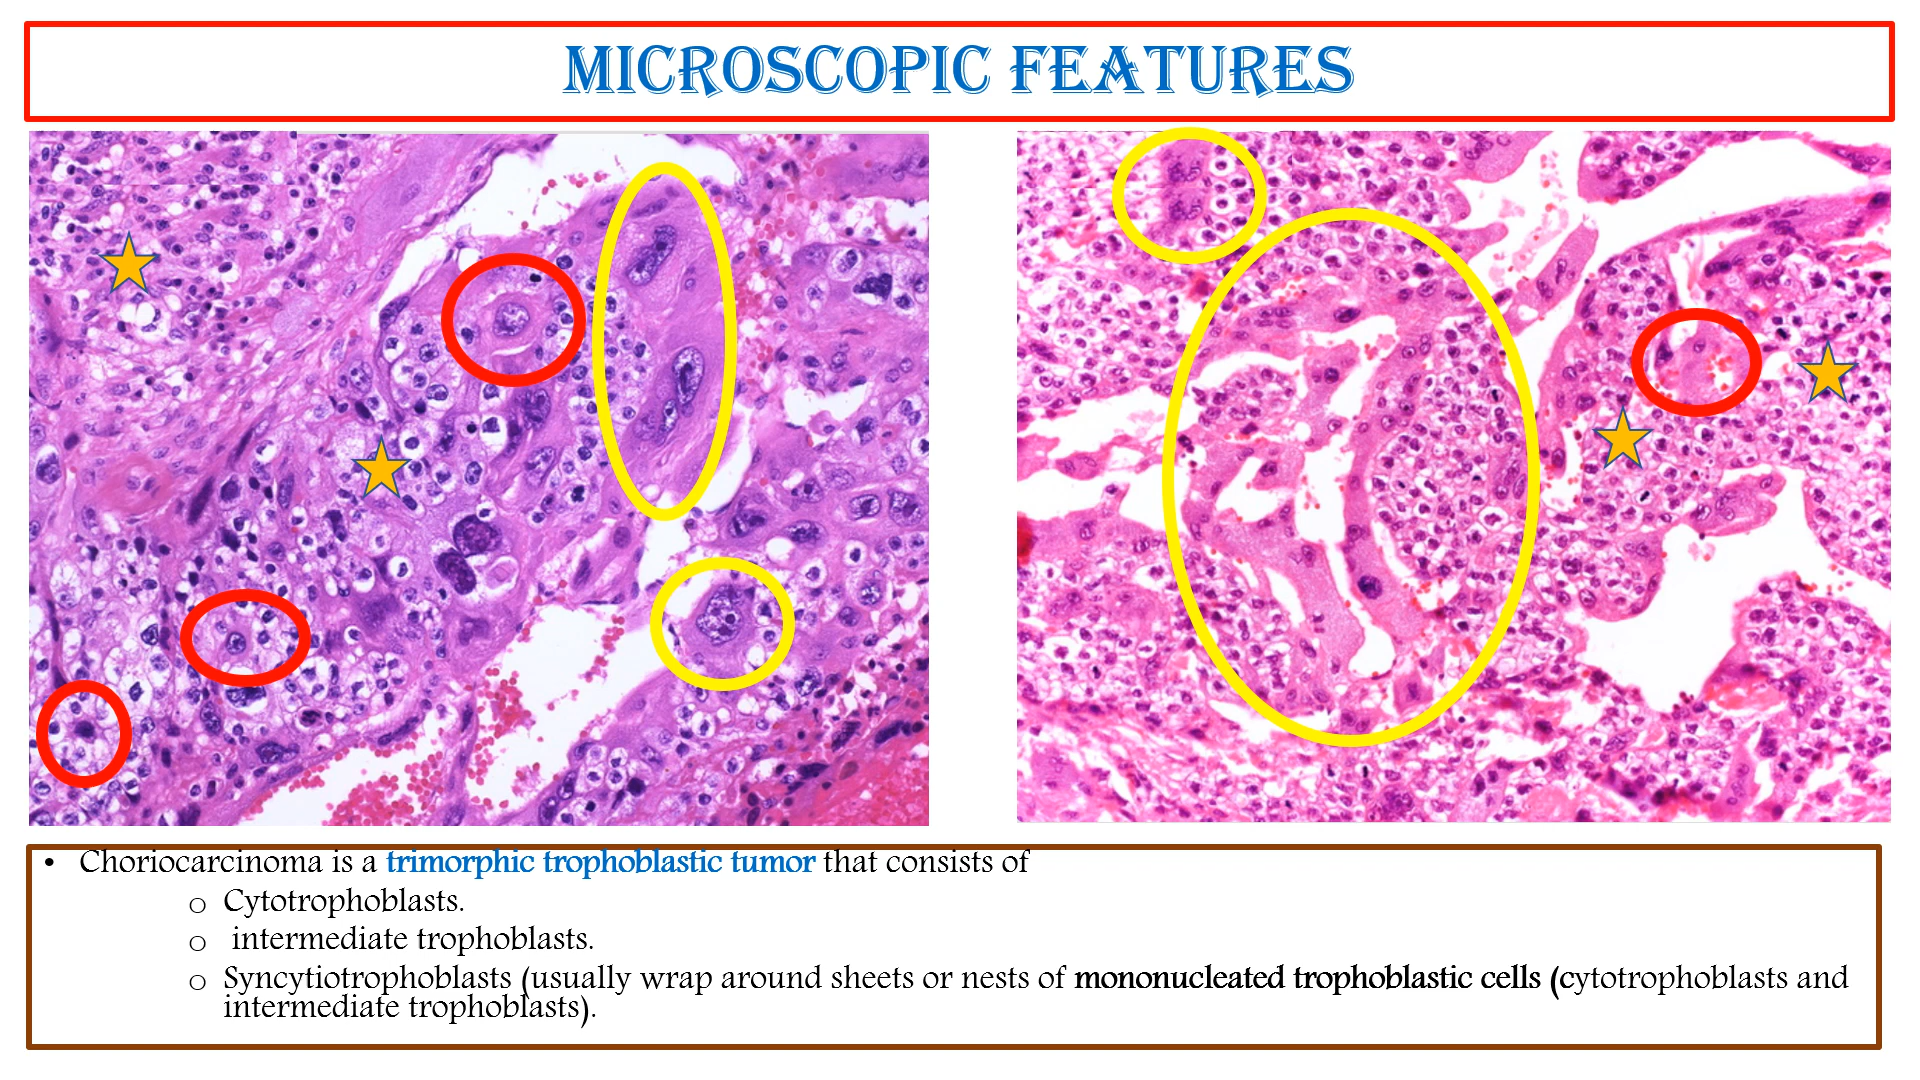 MICROSCOPIC FEATURES
• Choriocarcinoma is a trimorphic trophoblastic tumor that consists of
o Cytotrophoblasts.
o intermediate trophoblasts.
o Syncytiotrophoblasts (usually wrap around sheets or nests of mononucleated trophoblastic cells (cytotrophoblasts and
intermediate trophoblasts).